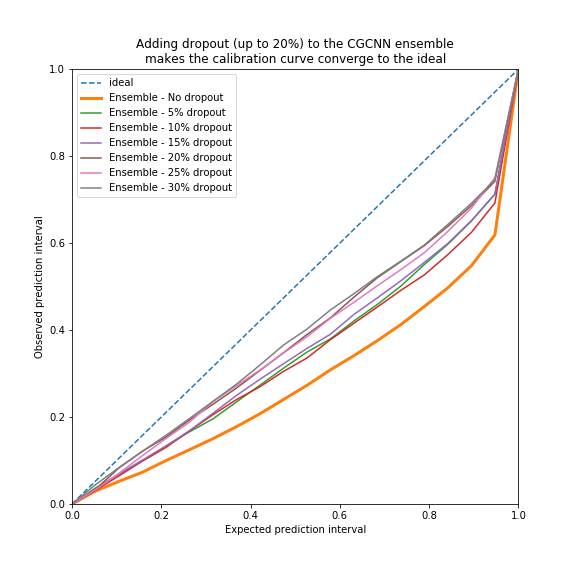 Adding dropout (up to 20%) to the CGCNN ensemble
makes the calibration curve converge to the ideal
1.0
0.8
0.6
0.4
0.2
0.0
Observed prediction interval
ideal
Ensemble - No dropout
Ensemble - 5% dropout
Ensemble - 10% dropout
Ensemble - 15% dropout
Ensemble - 20% dropout
Ensemble - 25% dropout
Ensemble - 30% dropout
0.0 0.2 0.4 0.6 0.8 1.0
Expected prediction interval